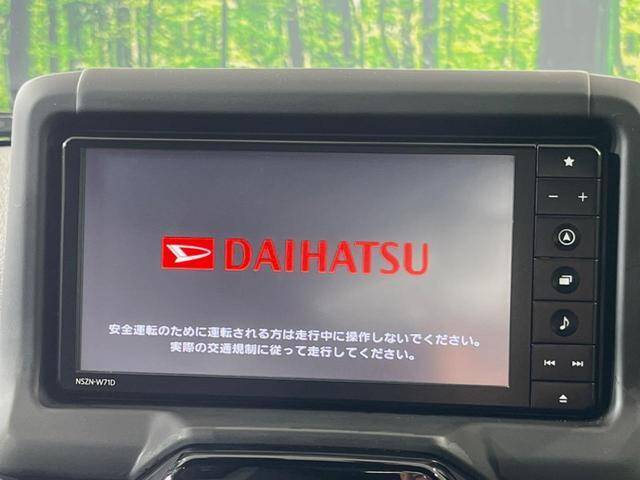 DAIHATSU
安全運転のために運転される方は走行中に操作しないでください。
実際の交通規制に従って走行してください。
NSZN-W71D